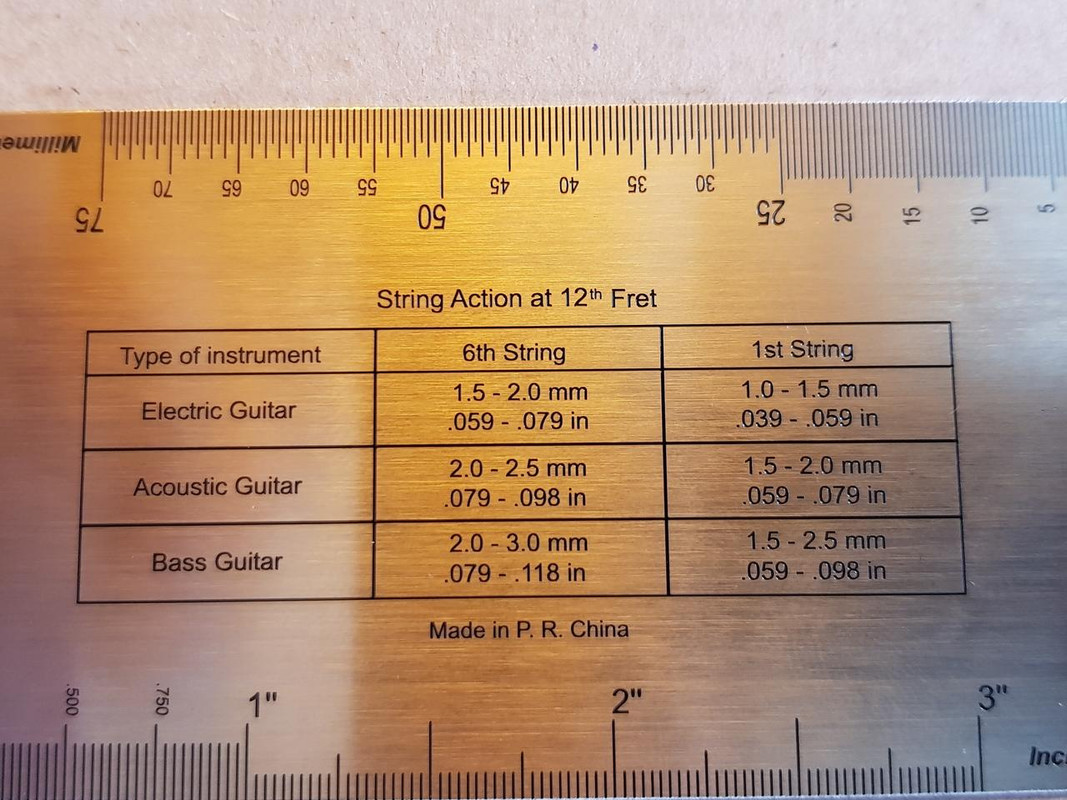 Millime
75 70 65 60 55 50 45 40 35 30 25 20 15 10 5
String Action at 12th Fret
Type of instrument 6th String 1st String
Electric Guitar
1.5 - 2.0 mm
.059 - .079 in
1.0 - 1.5 mm
.039 - .059 in
Acoustic Guitar
2.0 - 2.5 mm
.079 - .098 in
1.5 - 2.0 mm
.059 - .079 in
Bass Guitar
2.0 - 3.0 mm
.079 - .118 in
1.5 - 2.5 mm
.059 - .098 in
Made in P. R. China
.500 .750 1" 2" 3"
Inc